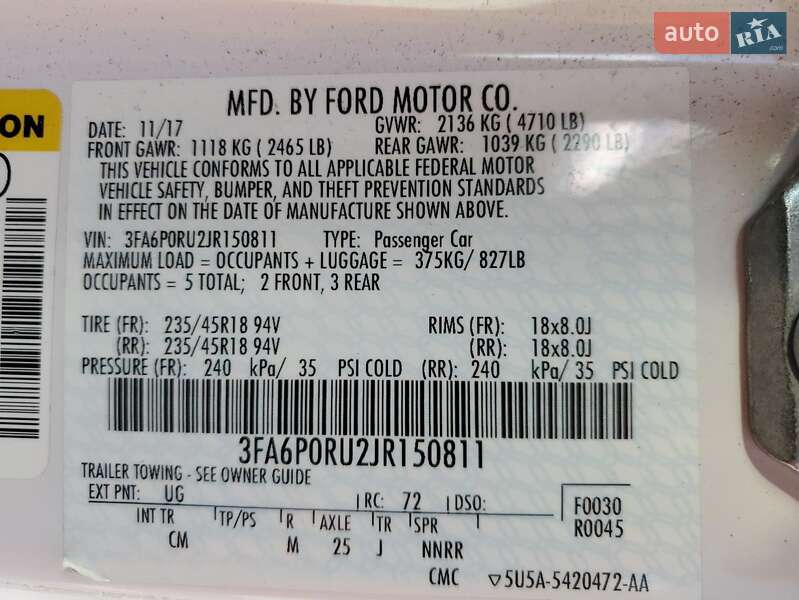 auto RIA.com
ON
MFD. BY FORD MOTOR CO.
DATE: 11/17 GVWR: 2136 KG ( 4710 LB)
FRONT GAWR: 1118 KG ( 2465 LB) REAR GAWR: 1039 KG ( 2290 LB)
THIS VEHICLE CONFORMS TO ALL APPLICABLE FEDERAL MOTOR
VEHICLE SAFETY, BUMPER, AND THEFT PREVENTION STANDARDS
IN EFFECT ON THE DATE OF MANUFACTURE SHOWN ABOVE.
VIN: 3FA6P0RU2JR150811 TYPE: Passenger Car
MAXIMUM LOAD = OCCUPANTS + LUGGAGE = 375KG/ 827LB
OCCUPANTS = 5 TOTAL; 2 FRONT, 3 REAR
TIRE (FR): 235/45R18 94V RIMS (FR): 18x8.0J
(RR): 235/45R18 94V (RR): 18x8.0J
PRESSURE (FR): 240 kPa/ 35 PSI COLD (RR): 240 kPa/ 35 PSI COLD
3FA6P0RU2JR150811
TRAILER TOWING - SEE OWNER GUIDE
EXT PNT: UG RC: 72 DSO: F0030
R0045
INT TR TP/PS R AXLE TR SPR
CM M 25 J NNRR
CMC ▽5U5A-5420472-AA